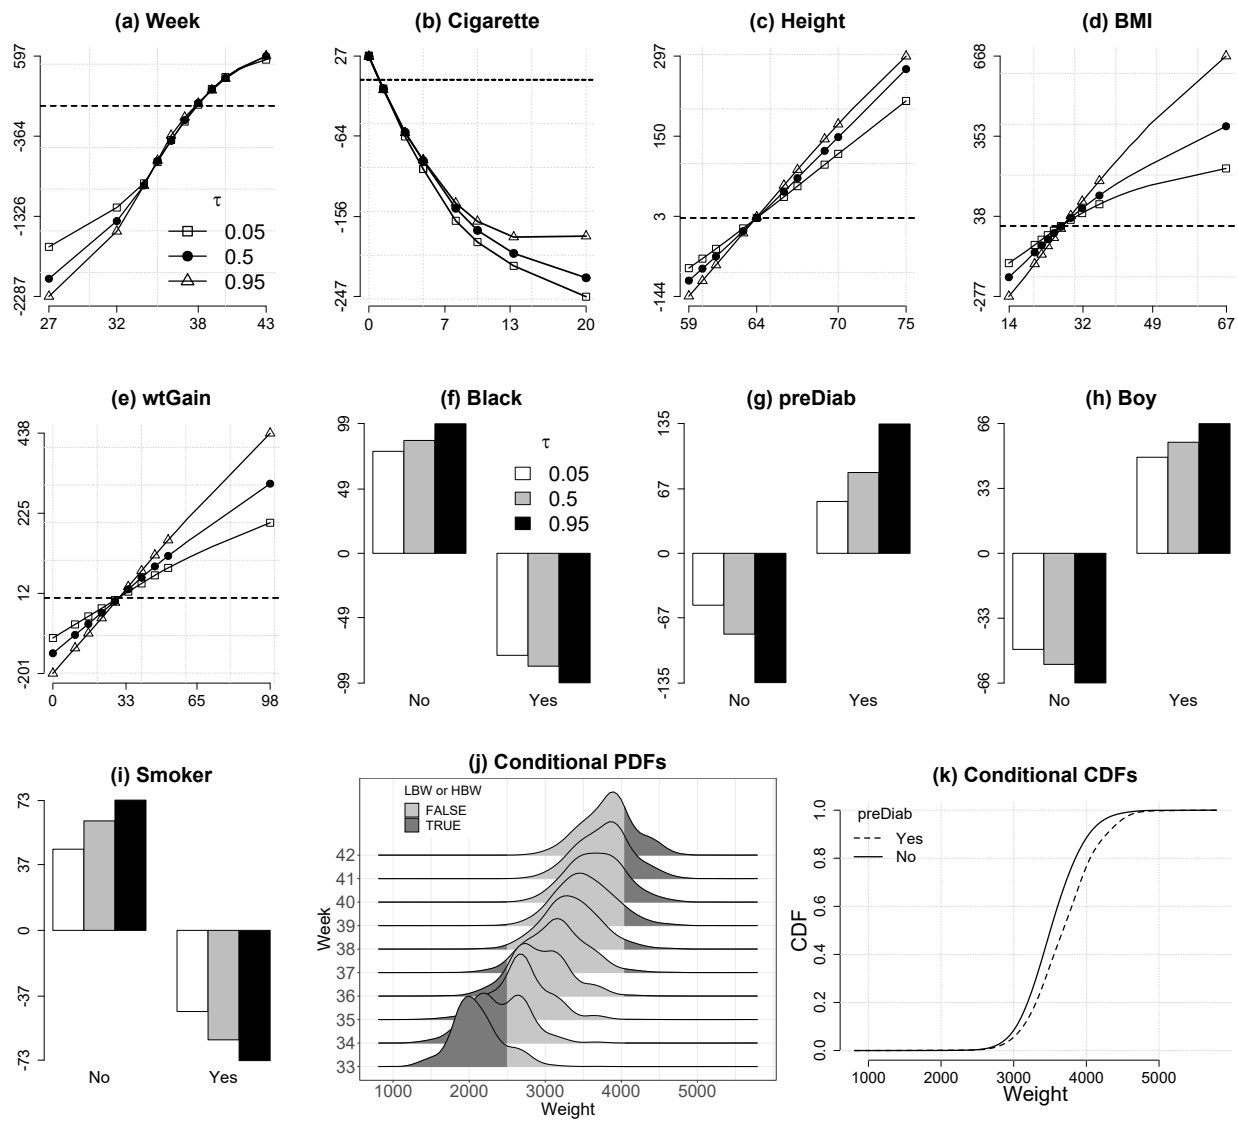 (a) Week
597
-364
-1326
-2287
27 32 38 43
τ
0.05
0.5
0.95
(b) Cigarette
27
-64
-156
-247
0 7 13 20
(c) Height
297
150
3
-144
59 64 70 75
(d) BMI
668
353
38
-277
14 32 49 67
(e) wtGain
438
225
12
-201
0 33 65 98
(f) Black
99
49
0
-49
-99
No Yes
τ
0.05
0.5
0.95
(g) preDiab
135
67
0
-67
-135
No Yes
(h) Boy
66
33
0
-33
-66
No Yes
(i) Smoker
73
37
0
-37
-73
No Yes
(j) Conditional PDFs
LBW or HBW
FALSE
TRUE
Week
42
41
40
39
38
37
36
35
34
33
1000 2000 3000 4000 5000
Weight
(k) Conditional CDFs
preDiab
Yes
No
CDF
1.0
0.8
0.6
0.4
0.2
0.0
1000 2000 3000 4000 5000
Weight